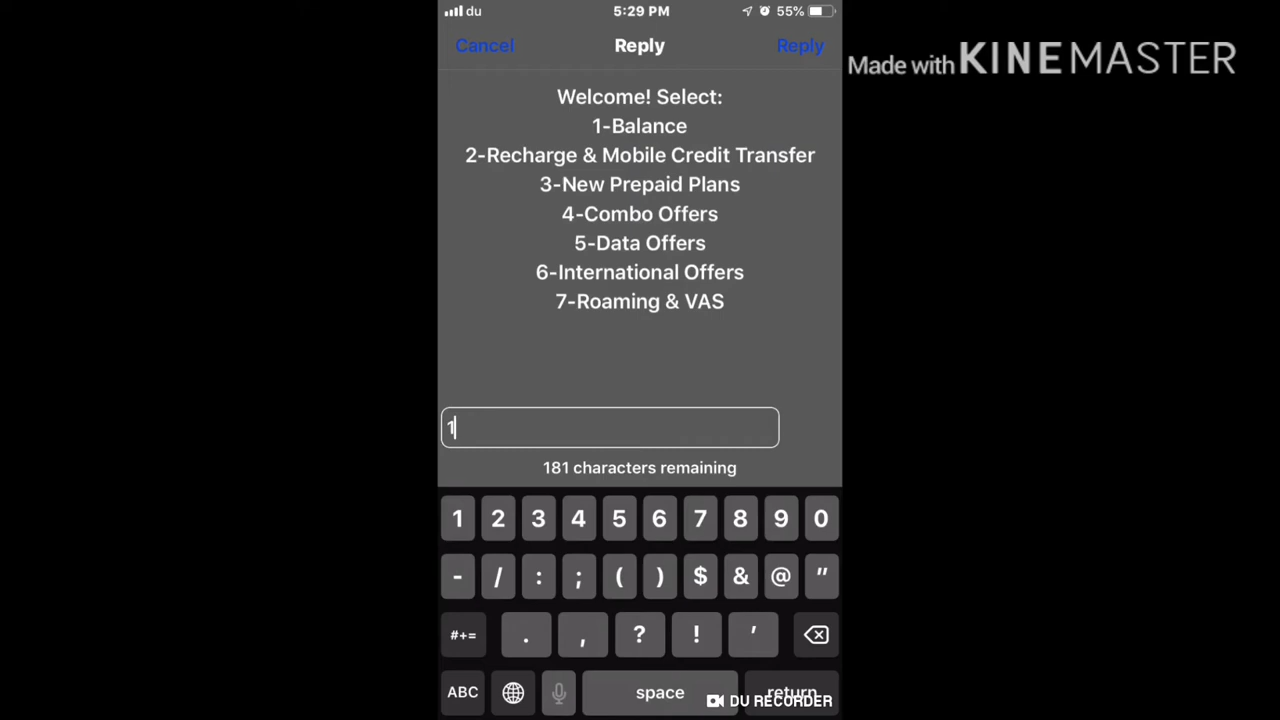 du 5:29 PM 55%
Cancel Reply Reply
Made with KINEMASTER
Welcome! Select:
1-Balance
2-Recharge & Mobile Credit Transfer
3-New Prepaid Plans
4-Combo Offers
5-Data Offers
6-International Offers
7-Roaming & VAS
1
181 characters remaining
1 2 3 4 5 6 7 8 9 0
- / : ; ( ) $ & @ "
#+= . , ? ! '
ABC space return
DU RECORDER